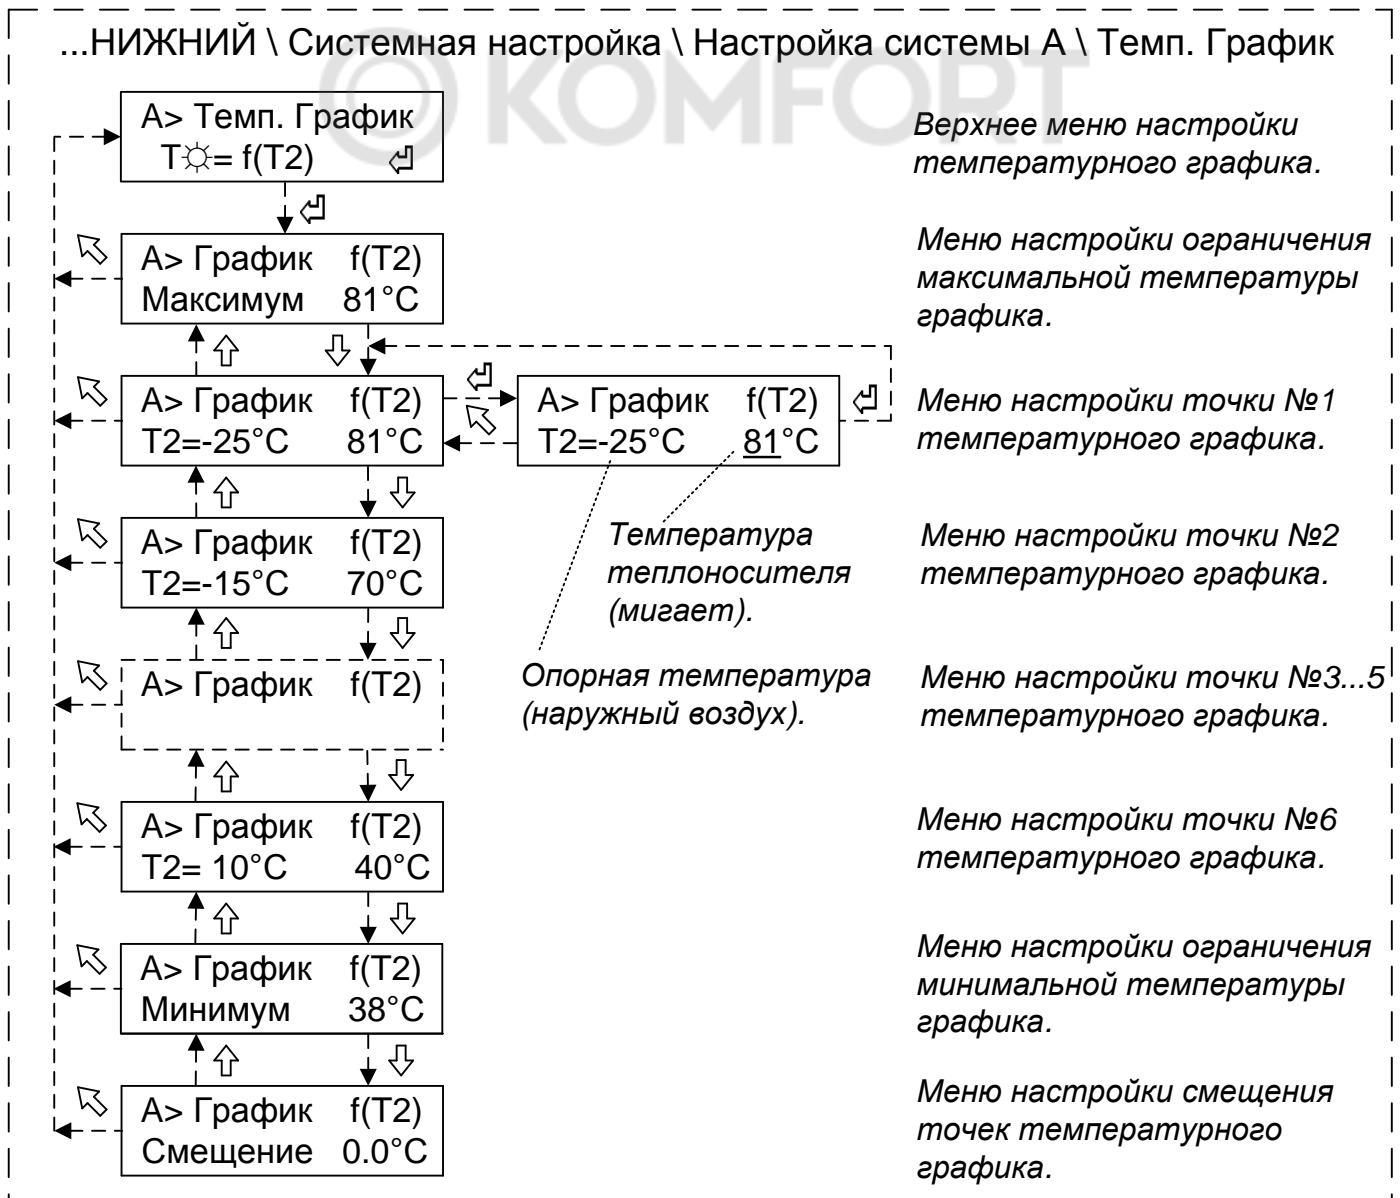 ...НИЖНИЙ \ Системная настройка \ Настройка системы А \ Темп. График
© KOMFORT
А> Темп. График
Т☼= f(T2)
Верхнее меню настройки
температурного графика.
А> График f(T2)
Максимум 81°C
Меню настройки ограничения
максимальной температуры
графика.
А> График f(T2)
Т2=-25°C 81°C
А> График f(T2)
Т2=-25°C 81°C
Меню настройки точки №1
температурного графика.
А> График f(T2)
Т2=-15°C 70°C
Температура
теплоносителя
(мигает).
Меню настройки точки №2
температурного графика.
А> График f(T2)
Опорная температура
(наружный воздух).
Меню настройки точки №3...5
температурного графика.
А> График f(T2)
Т2= 10°C 40°C
Меню настройки точки №6
температурного графика.
А> График f(T2)
Минимум 38°C
Меню настройки ограничения
минимальной температуры
графика.
А> График f(T2)
Смещение 0.0°C
Меню настройки смещения
точек температурного
графика.